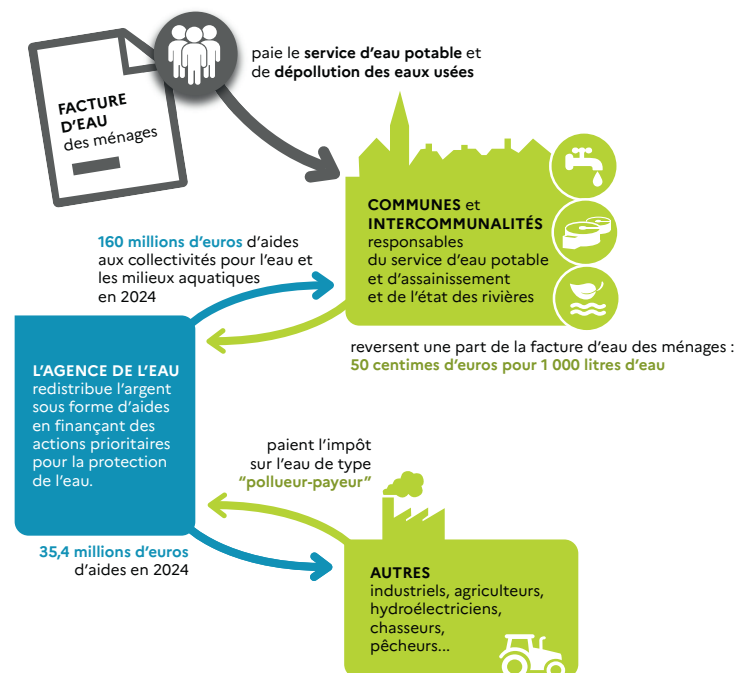 FACTURE
D'EAU
des ménages
paie le service d'eau potable et
de dépollution des eaux usées
COMMUNES et
INTERCOMMUNALITÉS
responsables
du service d'eau potable
et d'assainissement
et de l'état des rivières
160 millions d'euros d'aides
aux collectivités pour l'eau et
les milieux aquatiques
en 2024
reversent une part de la facture d'eau des ménages :
50 centimes d'euros pour 1 000 litres d'eau
L'AGENCE DE L'EAU
redistribue l'argent
sous forme d'aides
en finançant des
actions prioritaires
pour la protection
de l'eau.
paient l'impôt
sur l'eau de type
"pollueur-payeur"
35,4 millions d'euros
d'aides en 2024
AUTRES
industriels, agriculteurs,
hydroélectriciens,
chasseurs,
pêcheurs...